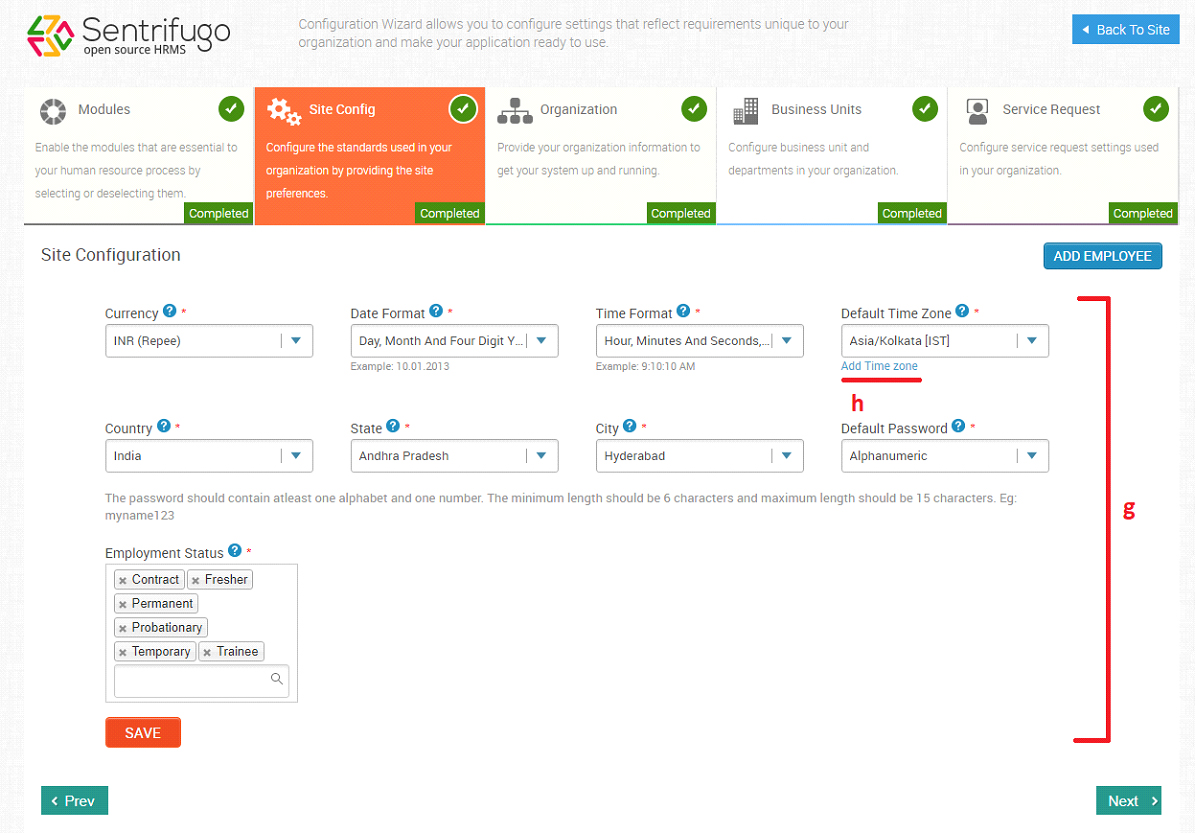 Sentrifugo
open source HRMS
Configuration Wizard allows you to configure settings that reflect requirements unique to your
organization and make your application ready to use.
Back To Site
Modules
Enable the modules that are essential to
your human resource process by
selecting or deselecting them.
Completed
Site Config
Configure the standards used in your
organization by providing the site
preferences.
Completed
Organization
Provide your organization information to
get your system up and running.
Completed
Business Units
Configure business unit and
departments in your organization.
Completed
Service Request
Configure service request settings used
in your organization.
Completed
Site Configuration
ADD EMPLOYEE
Currency ? *
INR (Repee)
Date Format ? *
Day, Month And Four Digit Y...
Example: 10.01.2013
Time Format ? *
Hour, Minutes And Seconds,...
Example: 9:10:10 AM
Default Time Zone ? *
Asia/Kolkata [IST]
Add Time zone
h
Country ? *
India
State ? *
Andhra Pradesh
City ? *
Hyderabad
Default Password ? *
Alphanumeric
The password should contain atleast one alphabet and one number. The minimum length should be 6 characters and maximum length should be 15 characters. Eg:
myname123
g
Employment Status ? *
× Contract × Fresher
× Permanent
× Probationary
× Temporary × Trainee
SAVE
Prev
Next